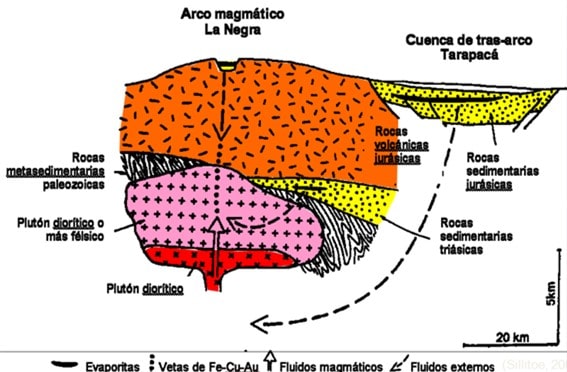 Arco magmático
La Negra
Cuenca de tras-arco
Tarapacá
Rocas
volcánicas
jurásicas
Rocas
metasedimentarias
paleozoicas
Rocas
sedimentarias
jurásicas
Plutón diorítico o
más félsico
Rocas
sedimentarias
triásicas
Plutón diorítico
5km
20 km
Evaporitas
Vetas de Fe-Cu-Au
Fluidos magmáticos
Fluidos externos
(Sillitoe, 20